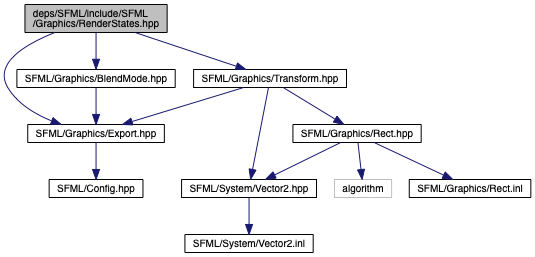 deps/SFML/include/SFML
/Graphics/RenderStates.hpp
SFML/Graphics/BlendMode.hpp
SFML/Graphics/Transform.hpp
SFML/Graphics/Export.hpp
SFML/Graphics/Rect.hpp
SFML/Config.hpp
SFML/System/Vector2.hpp
algorithm
SFML/Graphics/Rect.inl
SFML/System/Vector2.inl